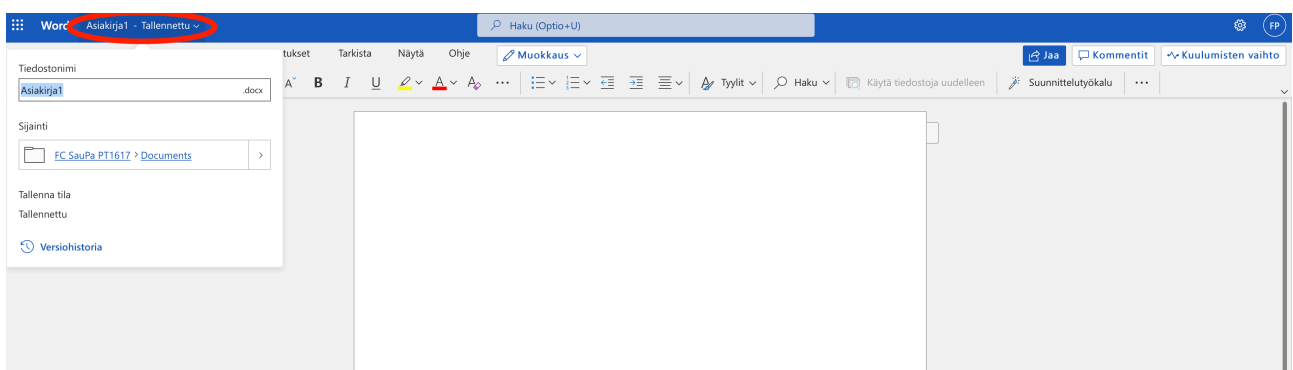 Word Asiakirja1 - Tallennettu Haku (Optio+U) FP
tukset Tarkista Näytä Ohje Muokkaus Jaa Kommentit Kuulumisten vaihto
Tiedostonimi
Asiakirja1 .docx
A B I U A A Tyylit Haku Käytä tiedostoja uudelleen Suunnittelutyökalu
Sijainti
FC SauPa PT1617 > Documents
Tallenna tila
Tallennettu
Versiohistoria